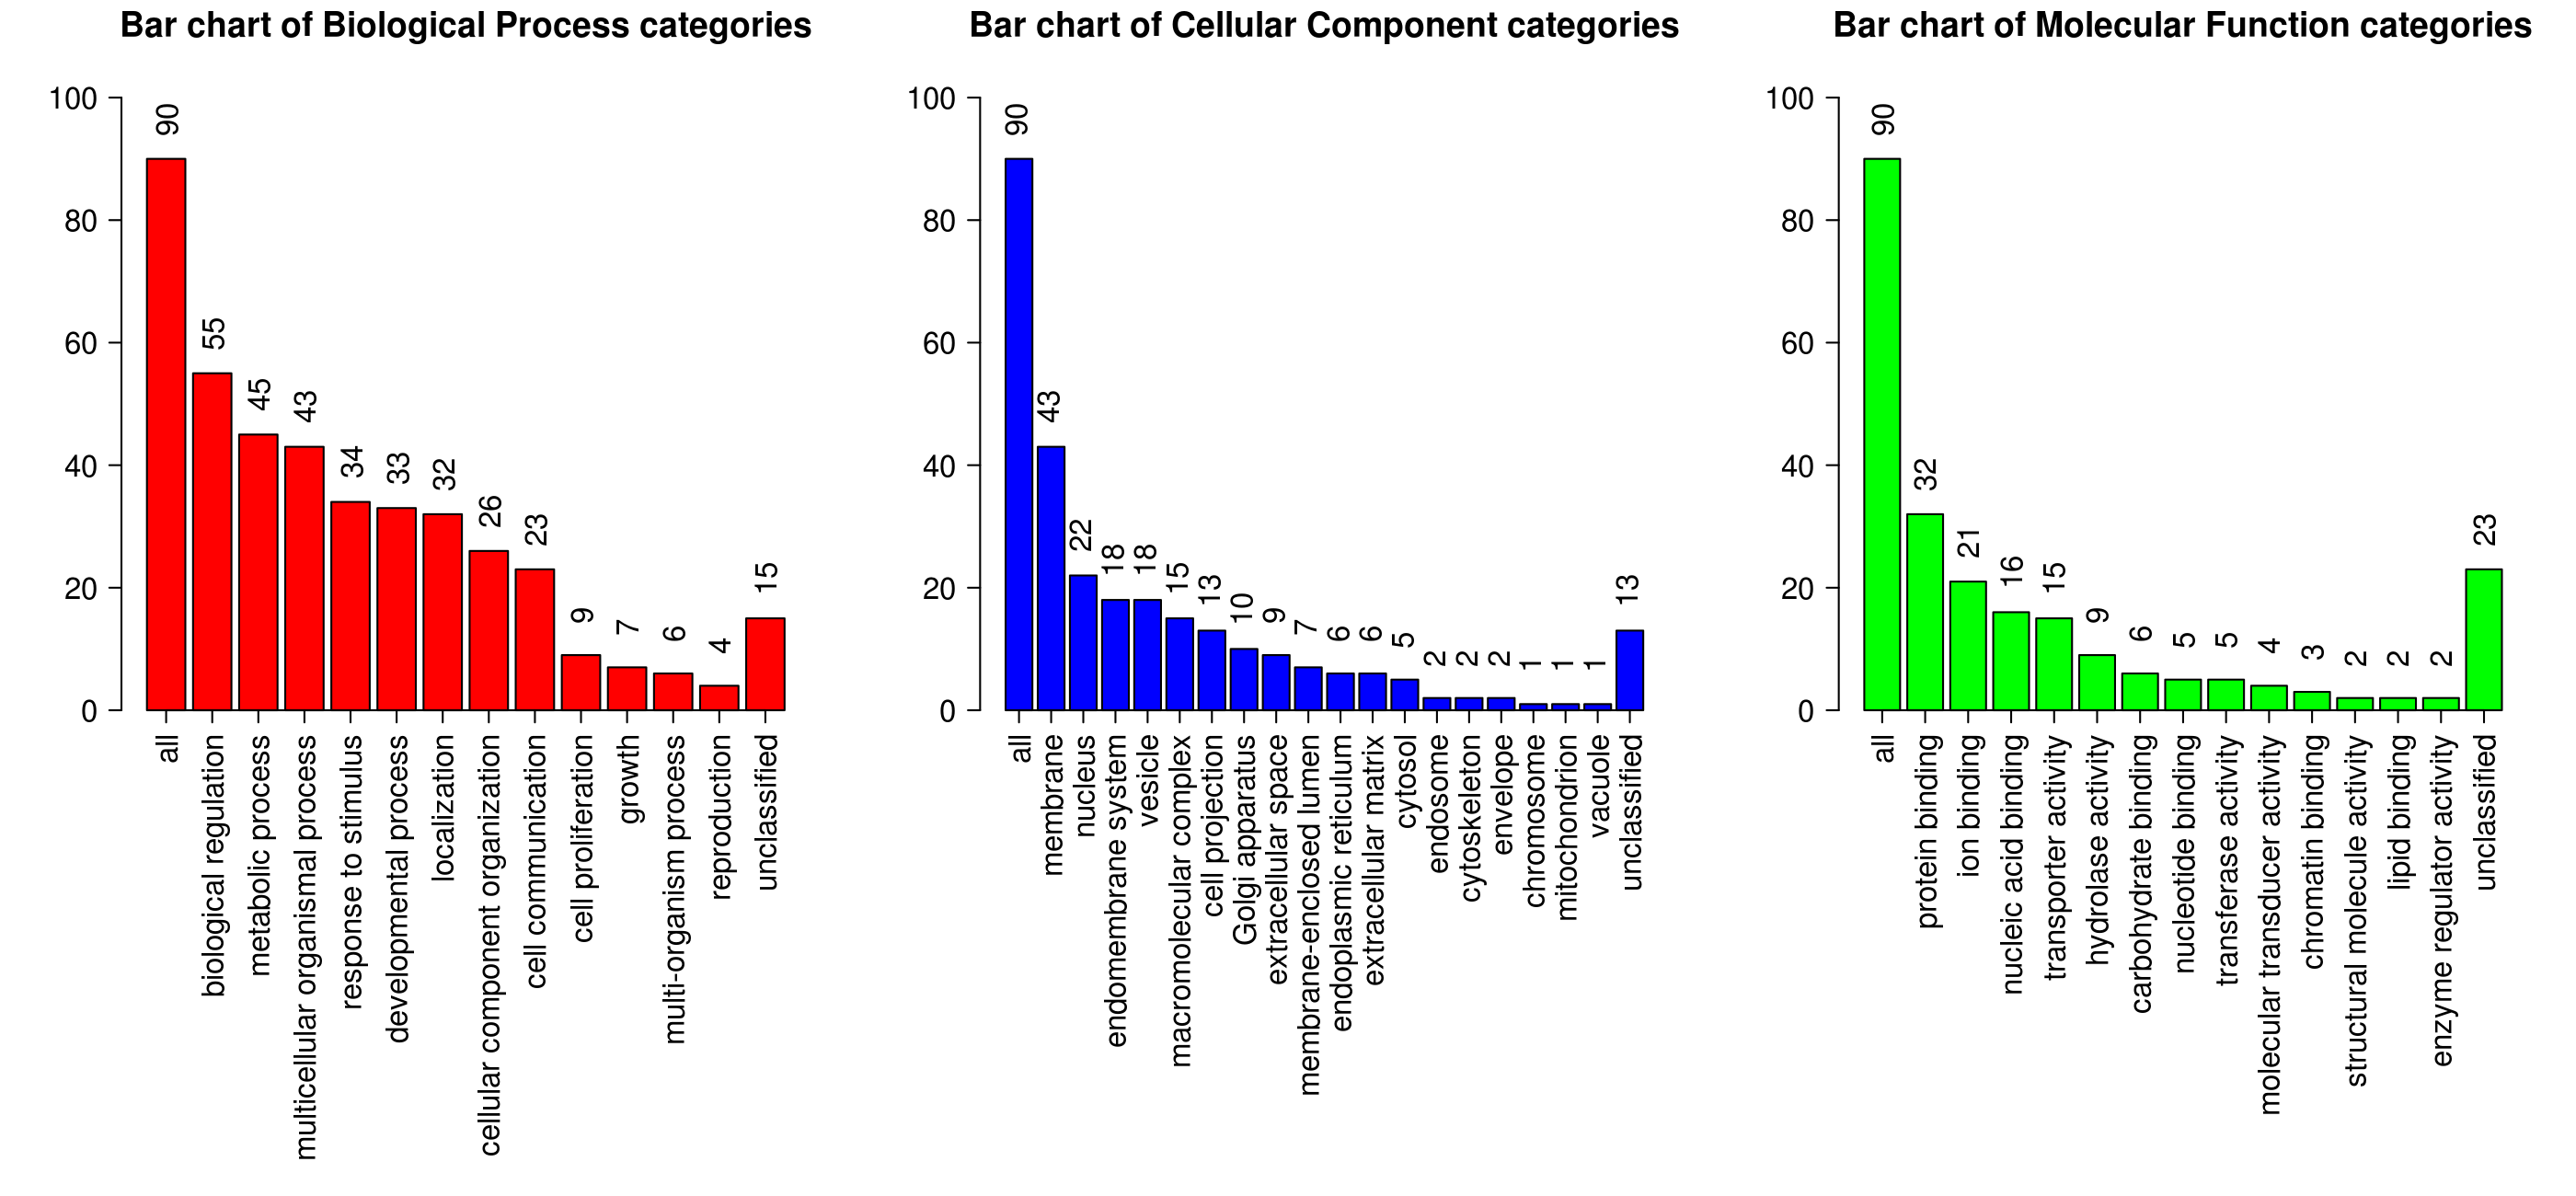 Bar chart of Biological Process categories
100
80
60
40
20
0
90
55
45
43
34
33
32
26
23
9
7
6
4
15
all
biological regulation
metabolic process
multicellular organismal process
response to stimulus
developmental process
localization
cellular component organization
cell communication
cell proliferation
growth
multi-organism process
reproduction
unclassified
Bar chart of Cellular Component categories
100
80
60
40
20
0
90
43
22
18
18
15
13
10
9
7
6
6
5
2
2
2
1
1
1
13
all
membrane
nucleus
endomembrane system
vesicle
macromolecular complex
cell projection
Golgi apparatus
extracellular space
membrane-enclosed lumen
endoplasmic reticulum
extracellular matrix
cytosol
endosome
cytoskeleton
envelope
chromosome
mitochondrion
vacuole
unclassified
Bar chart of Molecular Function categories
100
80
60
40
20
0
90
32
21
16
15
9
6
5
5
4
3
2
2
2
23
all
protein binding
ion binding
nucleic acid binding
transporter activity
hydrolase activity
carbohydrate binding
nucleotide binding
transferase activity
molecular transducer activity
chromatin binding
structural molecule activity
lipid binding
enzyme regulator activity
unclassified